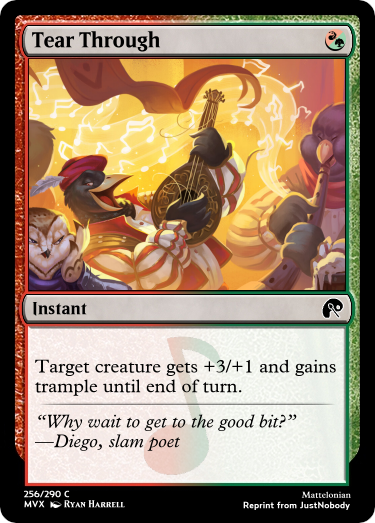 Tear Through
Instant
Target creature gets +3/+1 and gains
trample until end of turn.
“Why wait to get to the good bit?”
—Diego, slam poet
256/290 C
Mattelonian
MVX RYAN HARRELL
Reprint from JustNobody